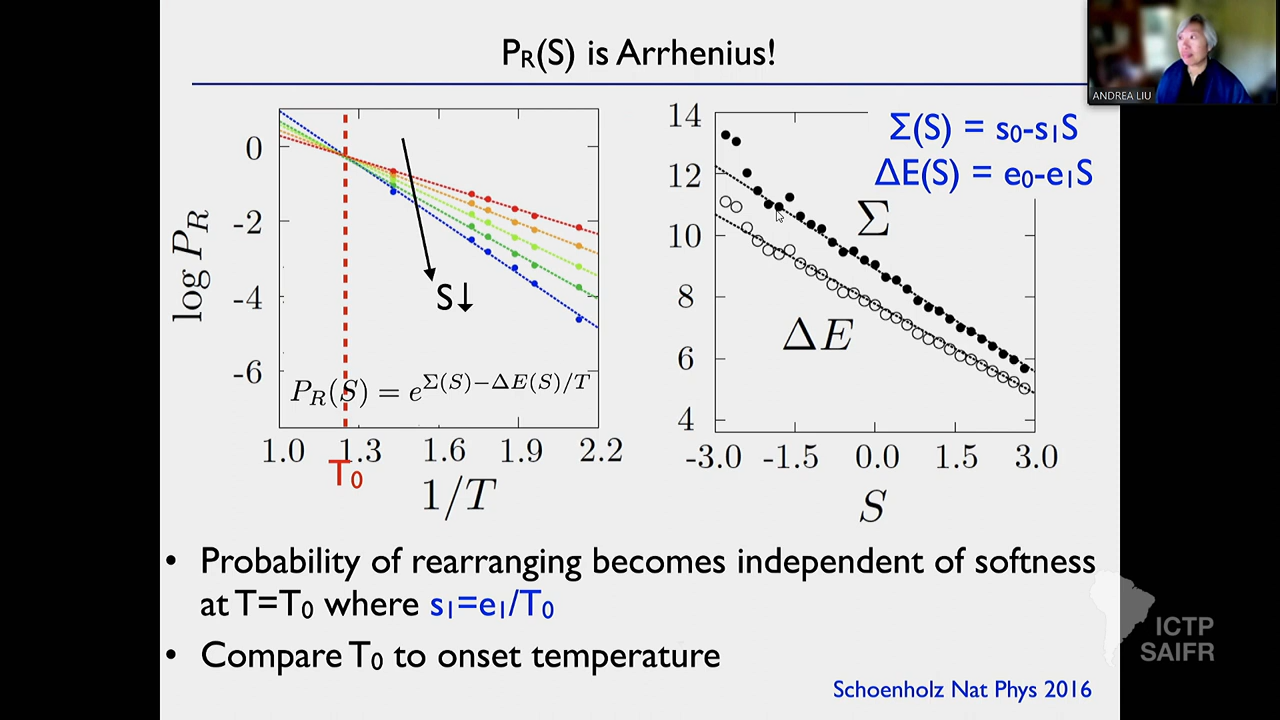 PR(S) is Arrhenius!
ANDREA LIU
0
-2
-4
-6
log P_R
S↓
P_R(S) = e^{Σ(S)−ΔE(S)/T}
1.0 1.3 1.6 1.9 2.2
T₀
1/T
14
12
10
8
6
4
Σ(S) = s₀-s₁S
ΔE(S) = e₀-e₁S
Σ
ΔE
-3.0 -1.5 0.0 1.5 3.0
S
• Probability of rearranging becomes independent of softness
at T=T₀ where s₁=e₁/T₀
• Compare T₀ to onset temperature
Schoenholz Nat Phys 2016
ICTP
SAIFR